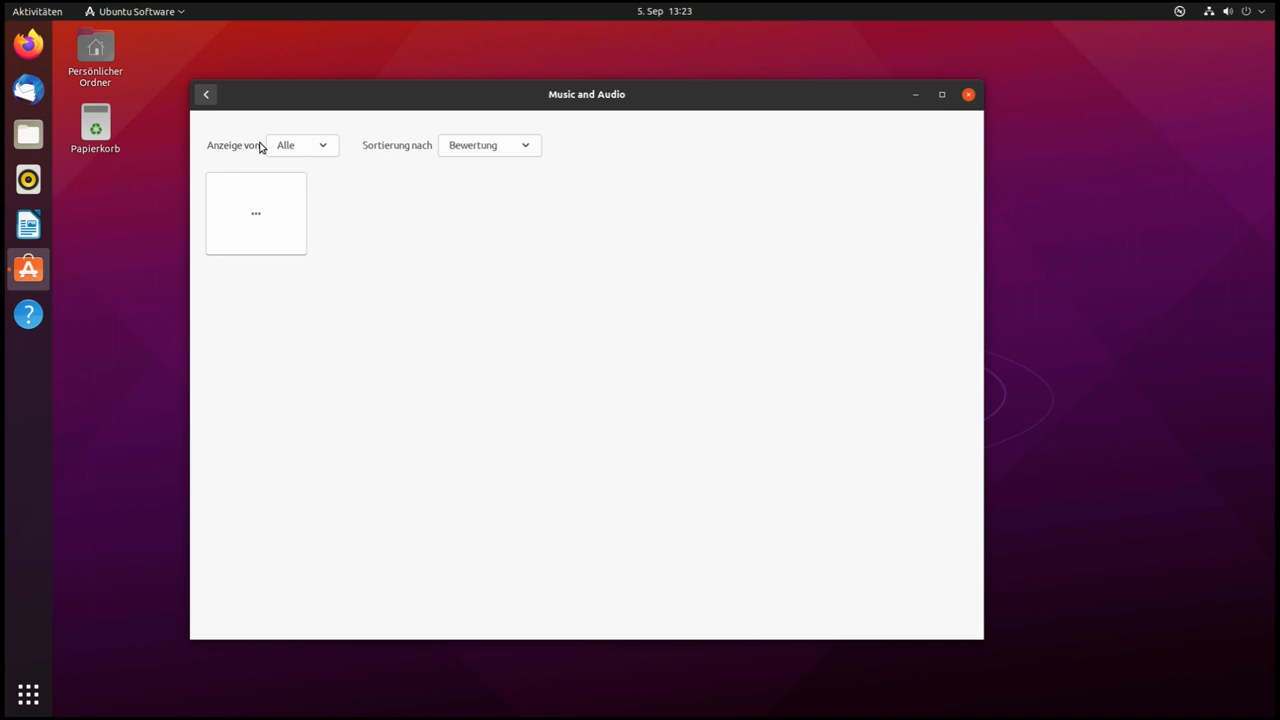 Aktivitäten
Ubuntu Software
5. Sep 13:23
Persönlicher
Ordner
Papierkorb
Music and Audio
Anzeige von
Alle
Sortierung nach
Bewertung
...
?